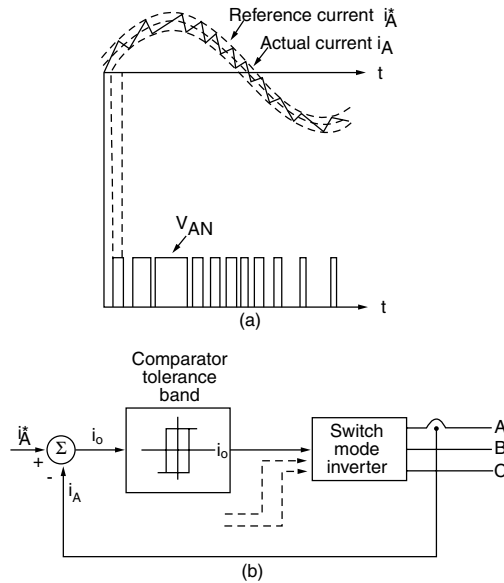 Reference current i*A
Actual current iA
t
VAN
t
(a)
Comparator
tolerance
band
i*A
+
-
Σ
io
io
iA
Switch
mode
inverter
A
B
C
(b)